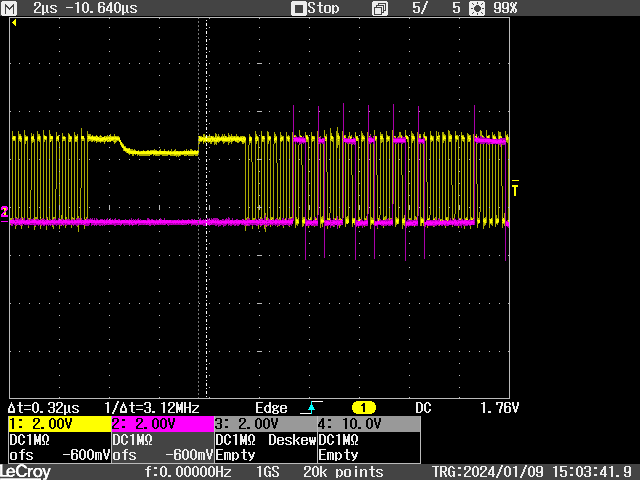 M 2µs -10.640µs Stop 5/ 5 99%
2
T
Δt=0.32µs 1/Δt=3.12MHz Edge 1 DC 1.76V
1: 2.00V 2: 2.00V 3: 2.00V 4: 10.0V
DC1MΩ DC1MΩ DC1MΩ Deskew DC1MΩ
ofs -600mV ofs -600mV Empty Empty
LeCroy f:0.00000Hz 1GS 20k points TRG:2024/01/09 15:03:41.9